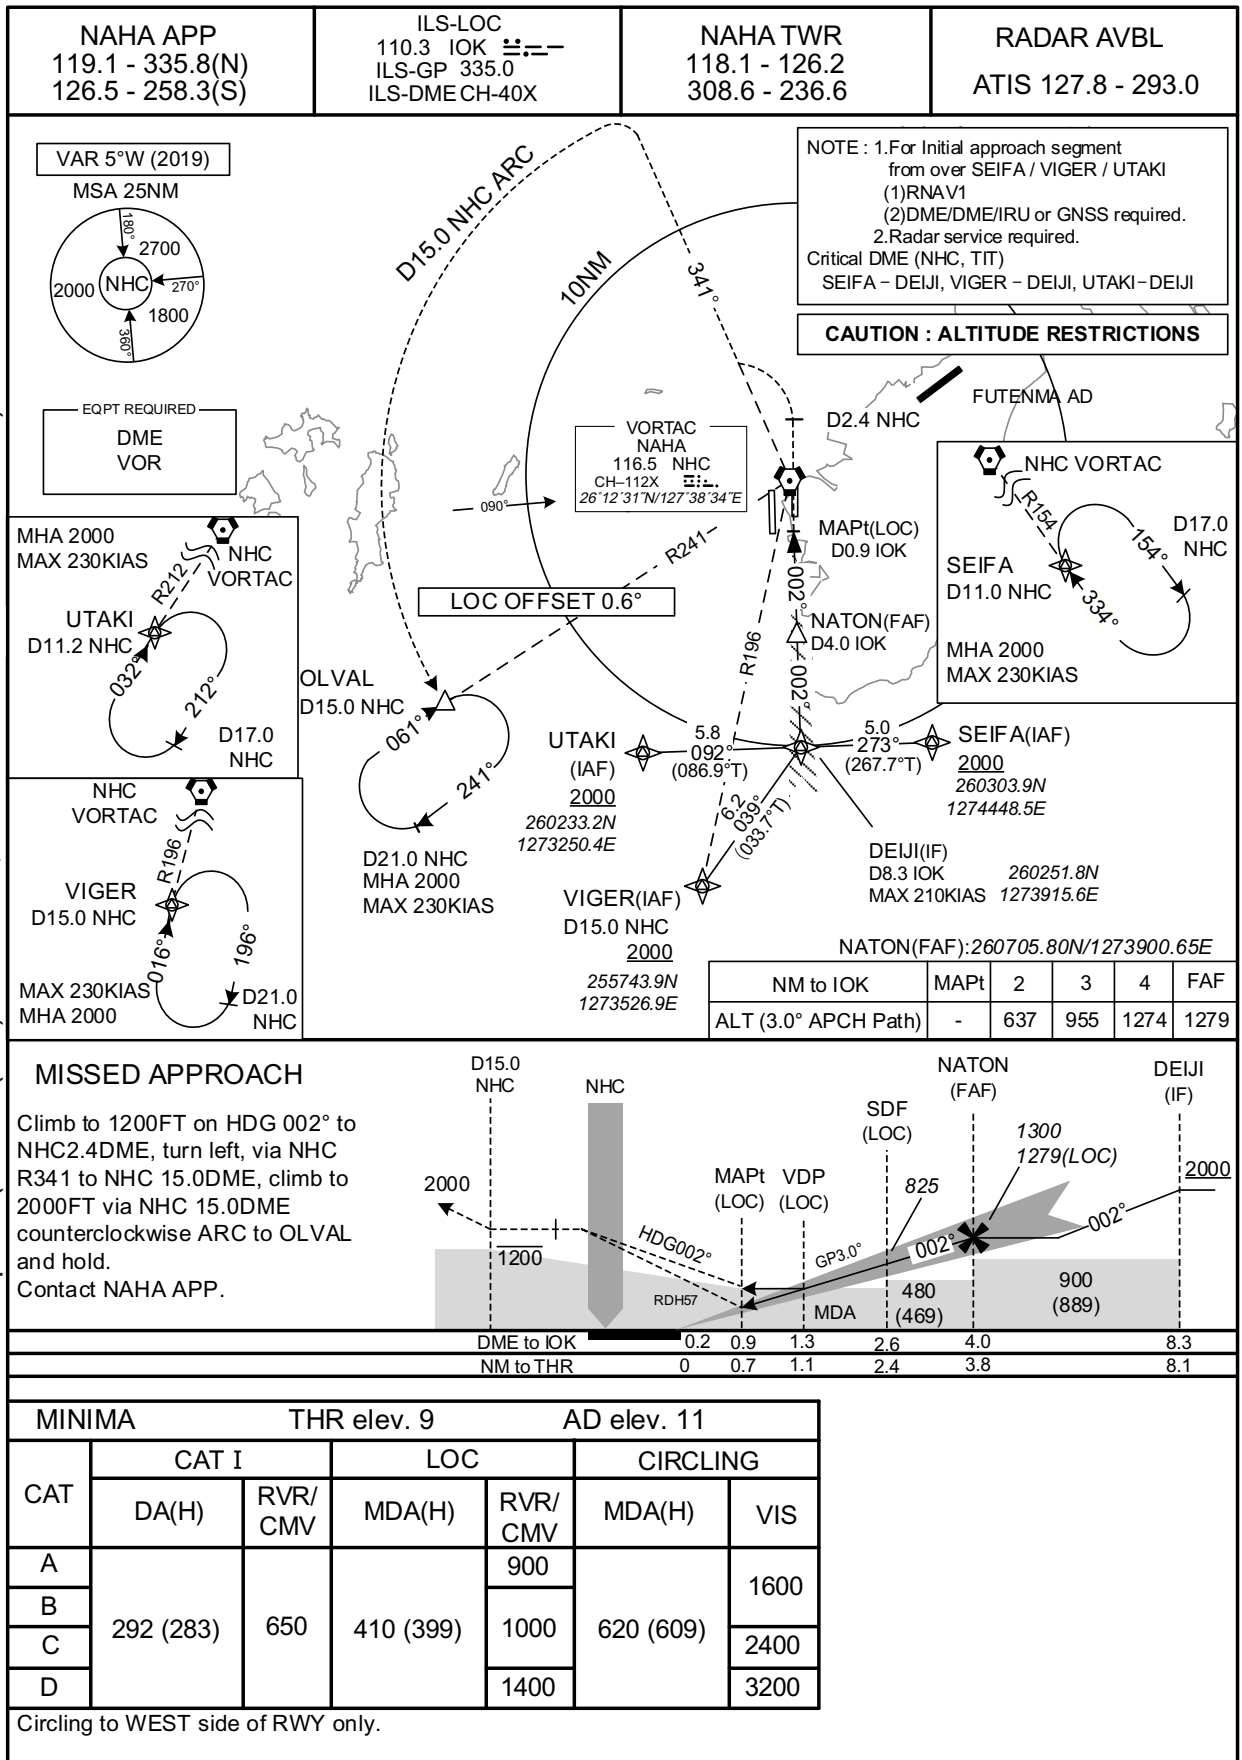 NAHA APP
119.1 - 335.8(N)
126.5 - 258.3(S)
ILS-LOC
110.3 IOK
ILS-GP 335.0
ILS-DME CH-40X
NAHA TWR
118.1 - 126.2
308.6 - 236.6
RADAR AVBL
ATIS 127.8 - 293.0
VAR 5°W (2019)
MSA 25NM
180°
2700
2000
NHC
270°
1800
360°
EQPT REQUIRED
DME
VOR
D15.0 NHC ARC
10NM
341°
NOTE : 1.For Initial approach segment
from over SEIFA / VIGER / UTAKI
(1)RNAV1
(2)DME/DME/IRU or GNSS required.
2.Radar service required.
Critical DME (NHC, TIT)
SEIFA – DEIJI, VIGER – DEIJI, UTAKI–DEIJI
CAUTION : ALTITUDE RESTRICTIONS
FUTENMA AD
D2.4 NHC
VORTAC
NAHA
116.5 NHC
CH–112X
26°12´31˝N/127°38´34˝E
090°
R241
MAPt(LOC)
D0.9 IOK
002°
LOC OFFSET 0.6°
NATON(FAF)
D4.0 IOK
R196
002°
NHC VORTAC
R154
154°
D17.0
NHC
SEIFA
D11.0 NHC
334°
MHA 2000
MAX 230KIAS
MHA 2000
MAX 230KIAS
NHC
VORTAC
R212
UTAKI
D11.2 NHC
032°
212°
D17.0
NHC
OLVAL
D15.0 NHC
061°
241°
D21.0 NHC
MHA 2000
MAX 230KIAS
UTAKI
(IAF)
2000
260233.2N
1273250.4E
5.8
092°
(086.9°T)
5.0
273°
(267.7°T)
SEIFA(IAF)
2000
260303.9N
1274448.5E
6.2
039°
(033.7°T)
DEIJI(IF)
D8.3 IOK
MAX 210KIAS
260251.8N
1273915.6E
VIGER(IAF)
D15.0 NHC
2000
255743.9N
1273526.9E
NHC
VORTAC
R196
VIGER
D15.0 NHC
016°
196°
MAX 230KIAS
MHA 2000
D21.0
NHC
NATON(FAF):260705.80N/1273900.65E
NM to IOK MAPt 2 3 4 FAF
ALT (3.0° APCH Path) - 637 955 1274 1279
MISSED APPROACH
Climb to 1200FT on HDG 002° to
NHC2.4DME, turn left, via NHC
R341 to NHC 15.0DME, climb to
2000FT via NHC 15.0DME
counterclockwise ARC to OLVAL
and hold.
Contact NAHA APP.
D15.0
NHC
NHC
NATON
(FAF)
DEIJI
(IF)
SDF
(LOC)
1300
1279(LOC)
MAPt
(LOC)
VDP
(LOC)
825
2000
2000
1200
HDG002°
GP3.0°
002°
002°
RDH57
MDA
480
(469)
900
(889)
DME to IOK 0.2 0.9 1.3 2.6 4.0 8.3
NM to THR 0 0.7 1.1 2.4 3.8 8.1
MINIMA THR elev. 9 AD elev. 11
CAT CAT I LOC CIRCLING
DA(H) RVR/CMV MDA(H) RVR/CMV MDA(H) VIS
A 292 (283) 650 410 (399) 900 620 (609) 1600
B 1000
C 2400
D 1400 3200
Circling to WEST side of RWY only.